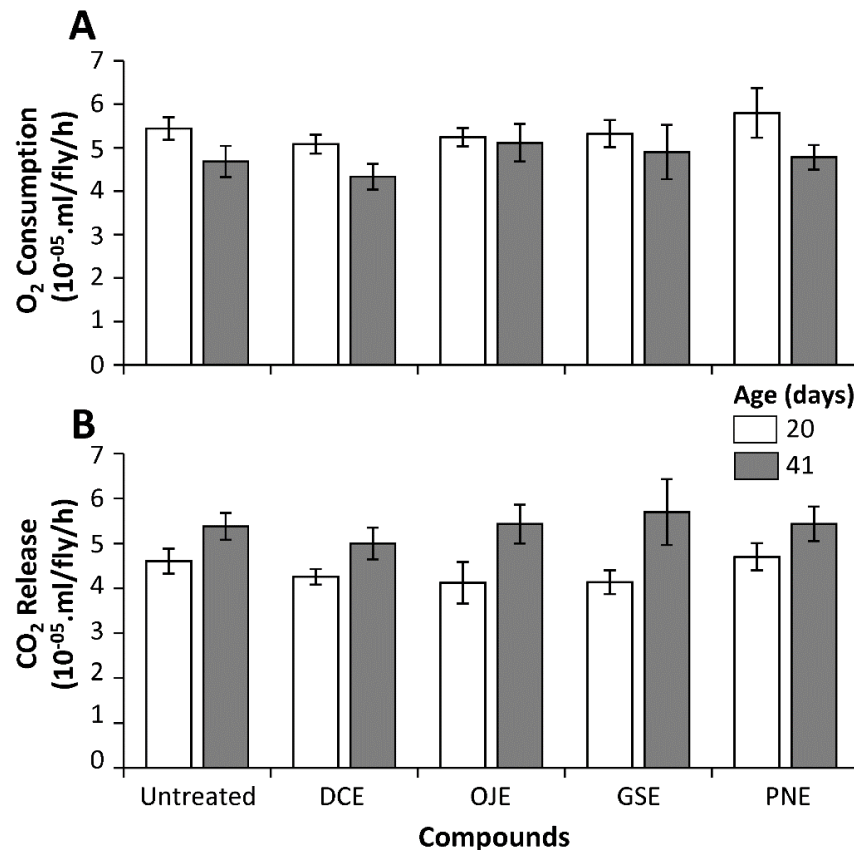 A
O₂ Consumption
(10⁻⁰⁵.ml/fly/h)
7
6
5
4
3
2
1
0
Age (days)
20
41
B
CO₂ Release
(10⁻⁰⁵.ml/fly/h)
7
6
5
4
3
2
1
0
Untreated DCE OJE GSE PNE
Compounds